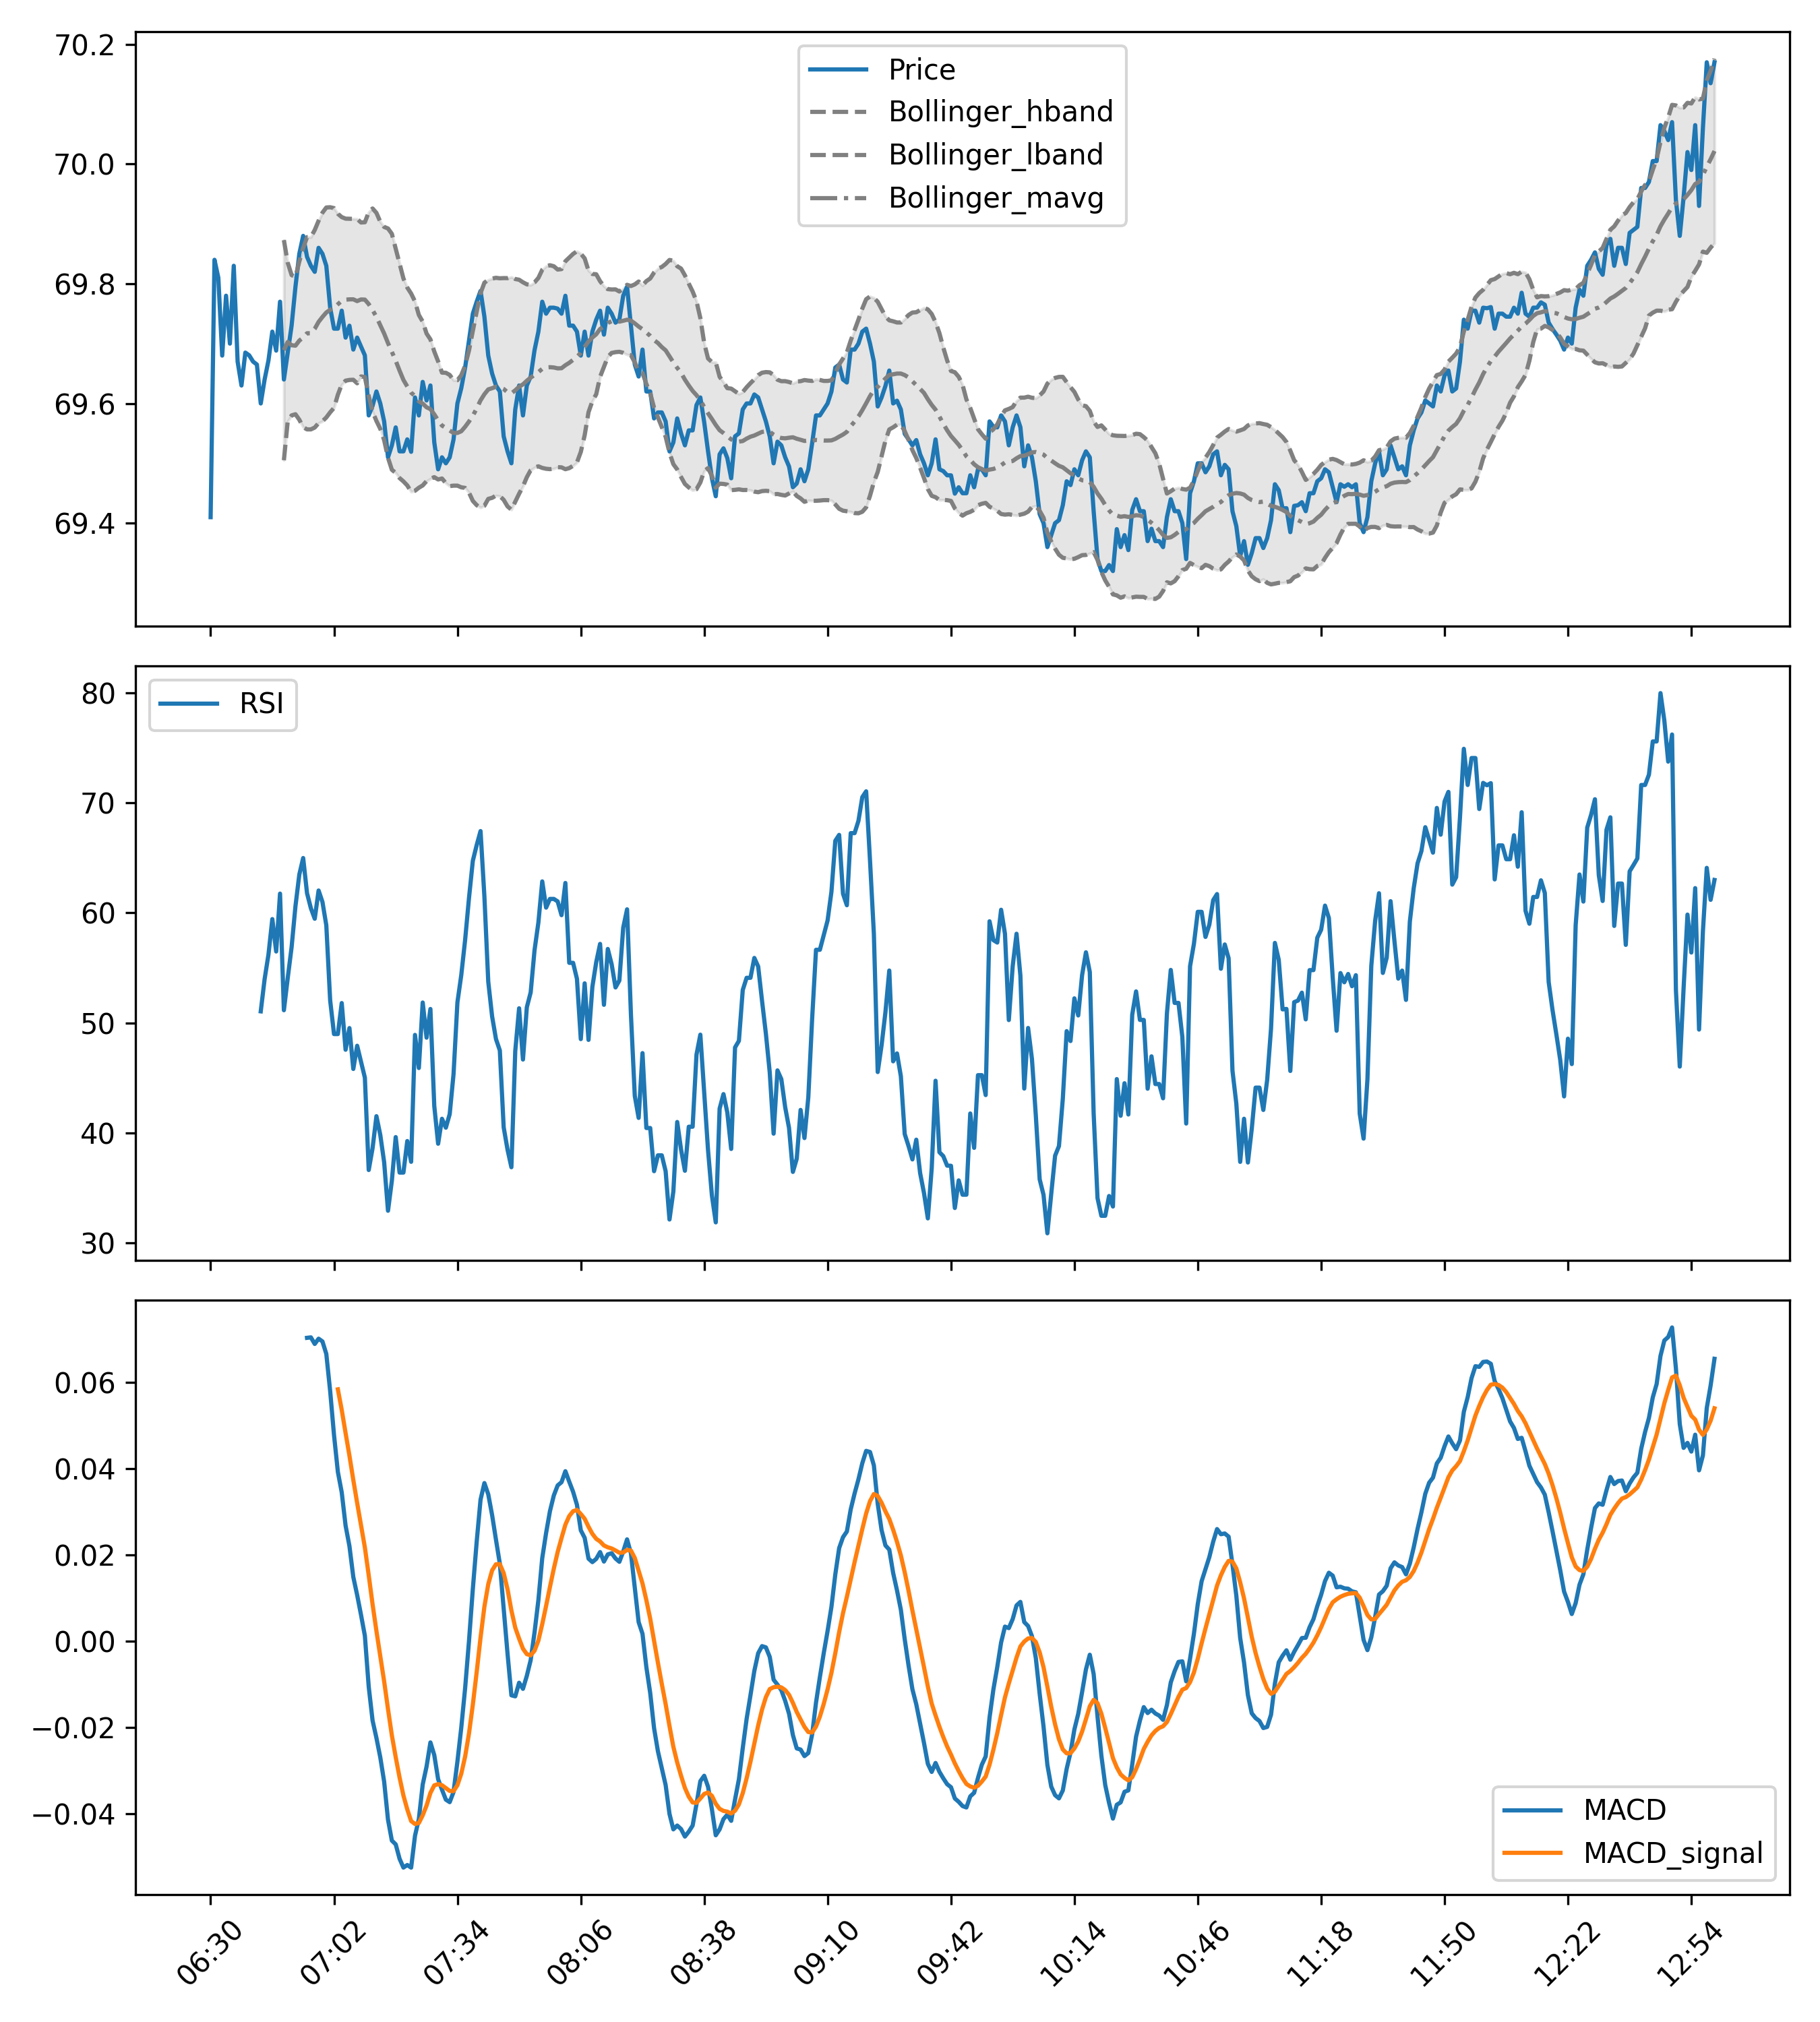 70.2
70.0
69.8
69.6
69.4
Price
Bollinger_hband
Bollinger_lband
Bollinger_mavg
80
70
60
50
40
30
RSI
0.06
0.04
0.02
0.00
−0.02
−0.04
MACD
MACD_signal
06:30 07:02 07:34 08:06 08:38 09:10 09:42 10:14 10:46 11:18 11:50 12:22 12:54